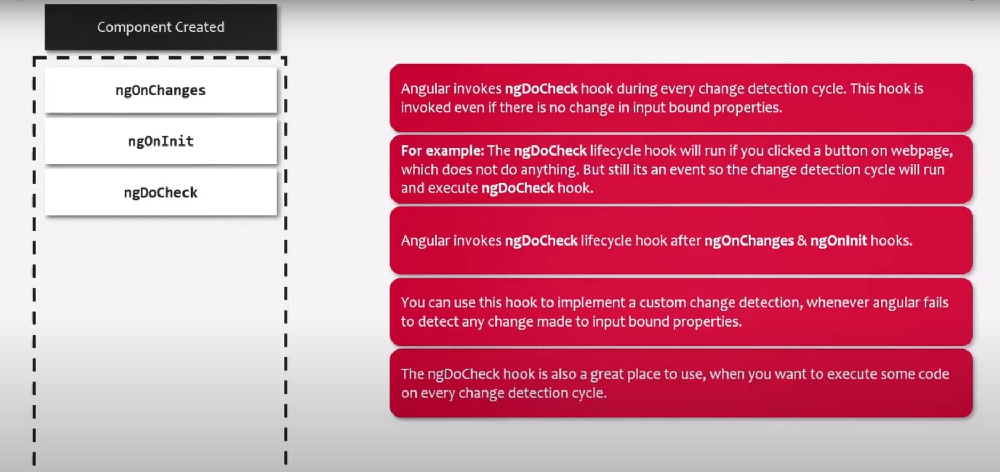 Component Created
ngOnChanges
ngOnInit
ngDoCheck
Angular invokes ngDoCheck hook during every change detection cycle. This hook is
invoked even if there is no change in input bound properties.
For example: The ngDoCheck lifecycle hook will run if you clicked a button on webpage,
which does not do anything. But still its an event so the change detection cycle will run
and execute ngDoCheck hook.
Angular invokes ngDoCheck lifecycle hook after ngOnChanges & ngOnInit hooks.
You can use this hook to implement a custom change detection, whenever angular fails
to detect any change made to input bound properties.
The ngDoCheck hook is also a great place to use, when you want to execute some code
on every change detection cycle.